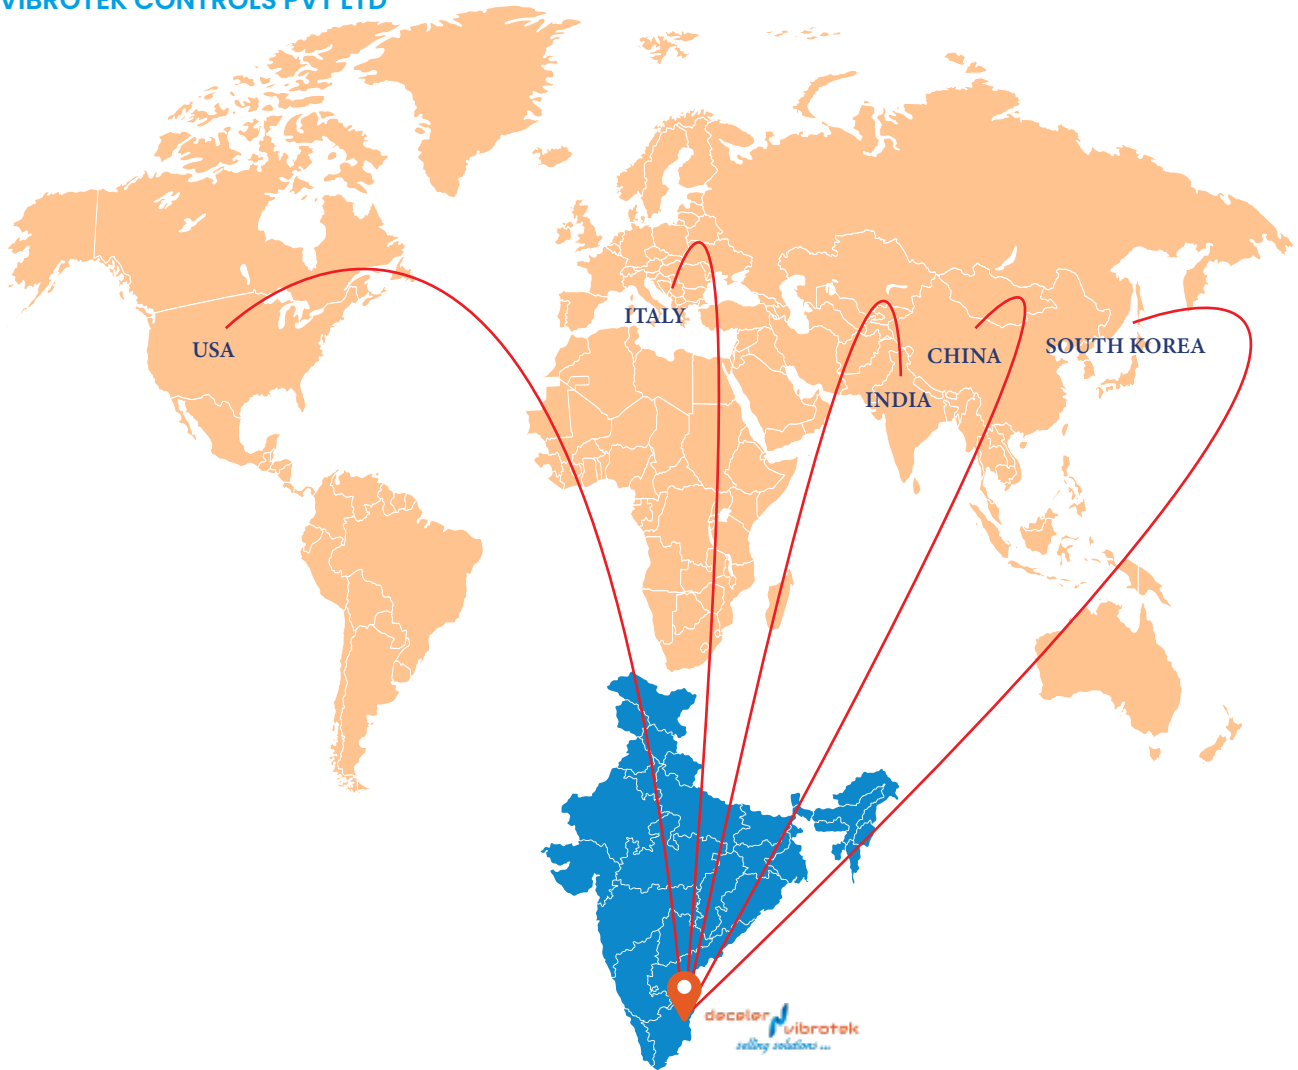 VIBROTEK CONTROLS PVT LTD
ITALY
USA
SOUTH KOREA
CHINA
INDIA
deceler vibrotek
selling solutions ...